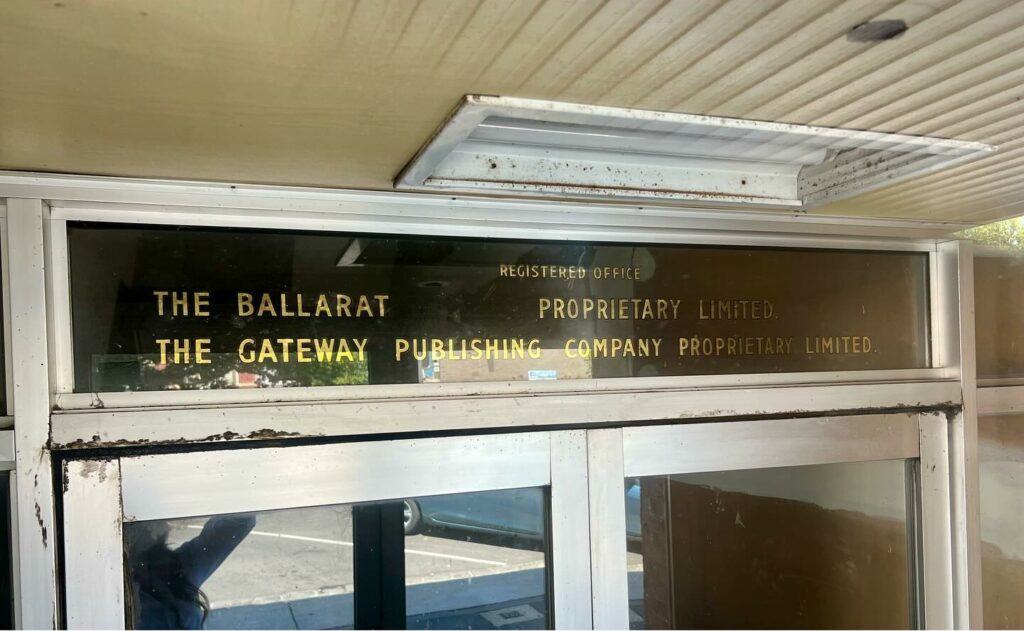 REGISTERED OFFICE
THE BALLARAT PROPRIETARY LIMITED.
THE GATEWAY PUBLISHING COMPANY PROPRIETARY LIMITED.